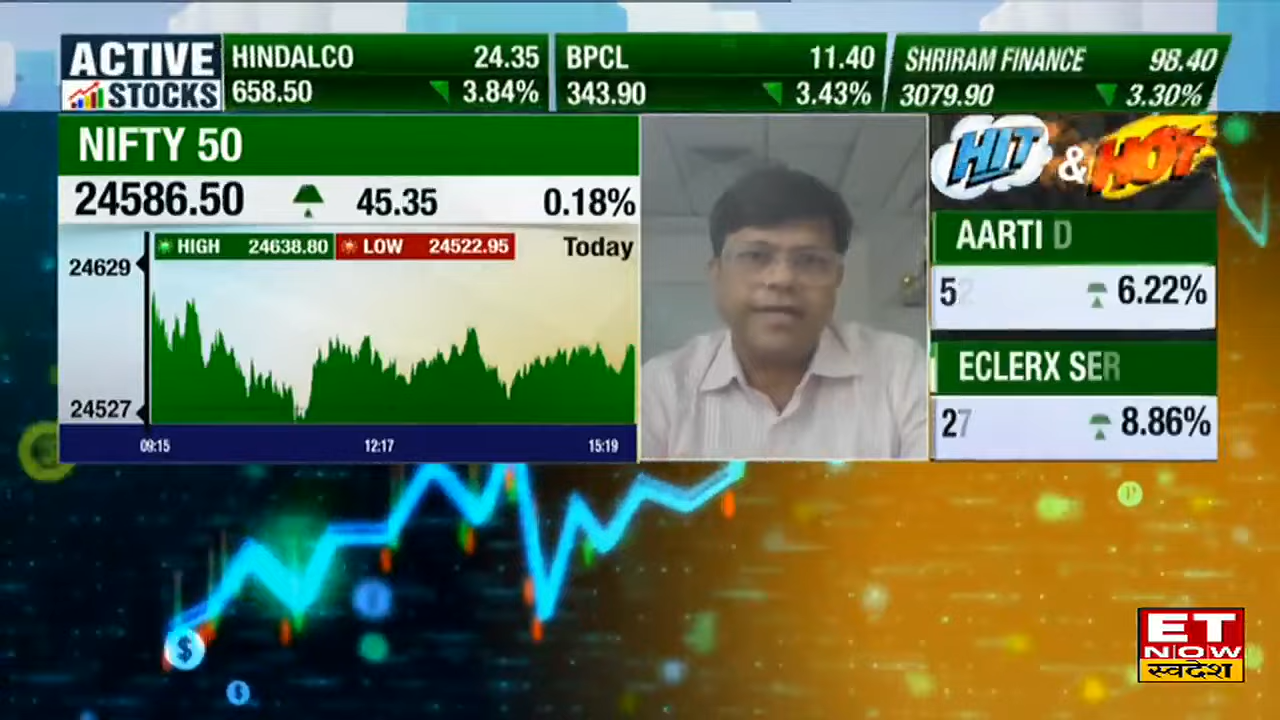 ACTIVE
STOCKS
HINDALCO 24.35
658.50 3.84%
BPCL 11.40
343.90 3.43%
SHRIRAM FINANCE 98.40
3079.90 3.30%
NIFTY 50
24586.50 45.35 0.18%
HIGH 24638.80 LOW 24522.95 Today
24629
24527
09:15 12:17 15:19
HIT & HOT
AARTI D
52 6.22%
ECLERX SER
27 8.86%
$
$
ET
NOW
स्वदेश